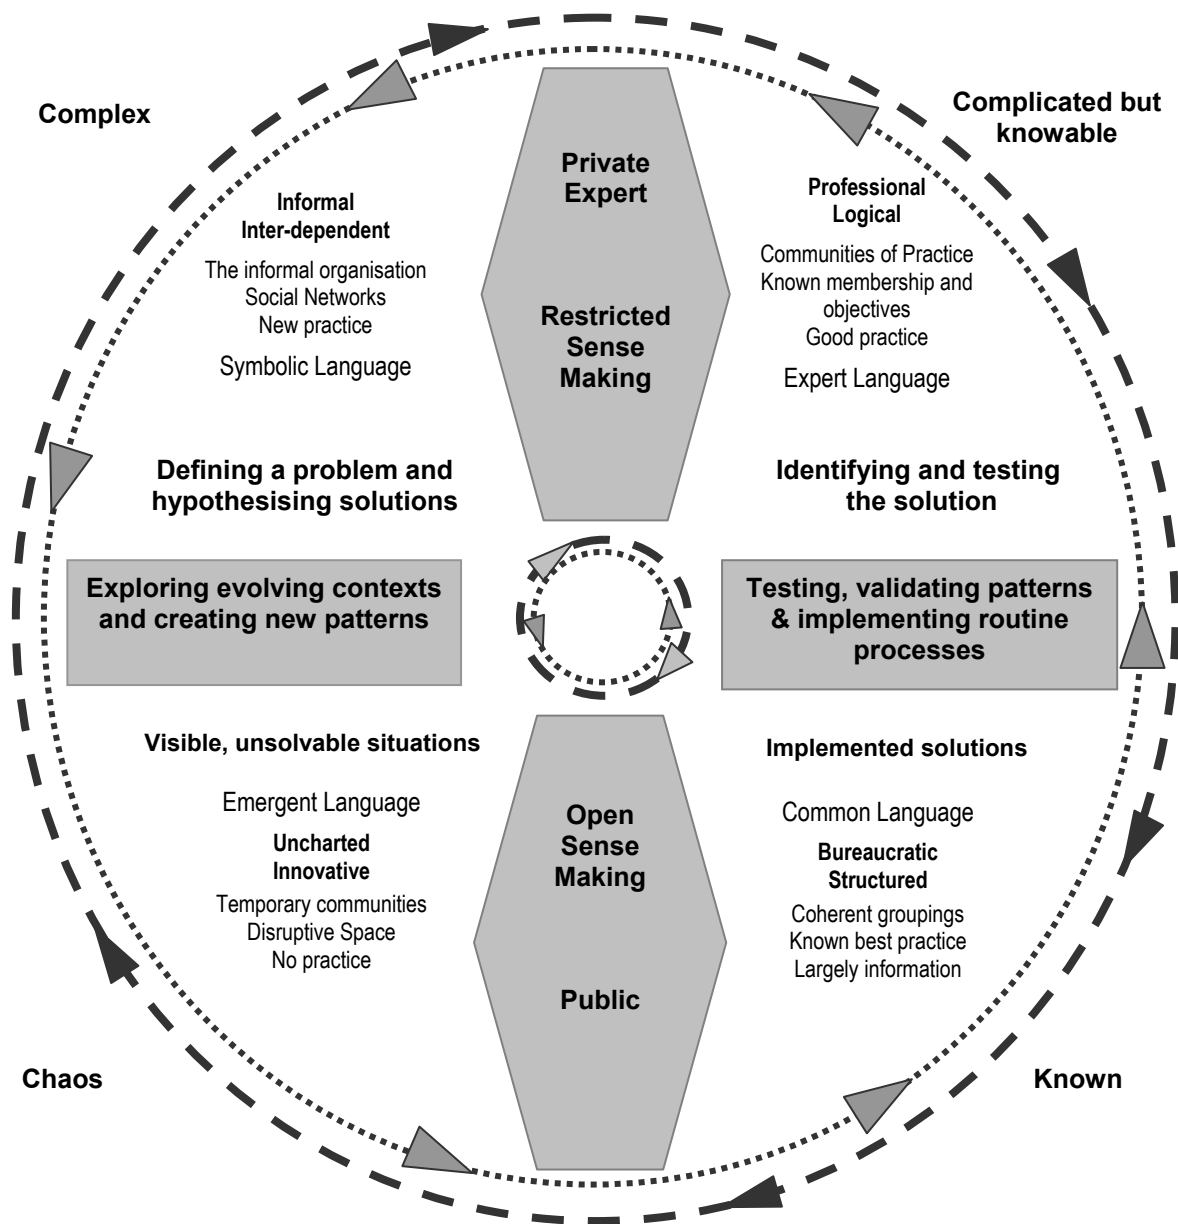 Complex
Complicated but
knowable
Private
Expert
Restricted
Sense
Making
Informal
Inter-dependent
The informal organisation
Social Networks
New practice
Symbolic Language
Professional
Logical
Communities of Practice
Known membership and
objectives
Good practice
Expert Language
Defining a problem and
hypothesising solutions
Identifying and testing
the solution
Exploring evolving contexts
and creating new patterns
Testing, validating patterns
& implementing routine
processes
Visible, unsolvable situations
Emergent Language
Uncharted
Innovative
Temporary communities
Disruptive Space
No practice
Open
Sense
Making
Public
Implemented solutions
Common Language
Bureaucratic
Structured
Coherent groupings
Known best practice
Largely information
Chaos
Known